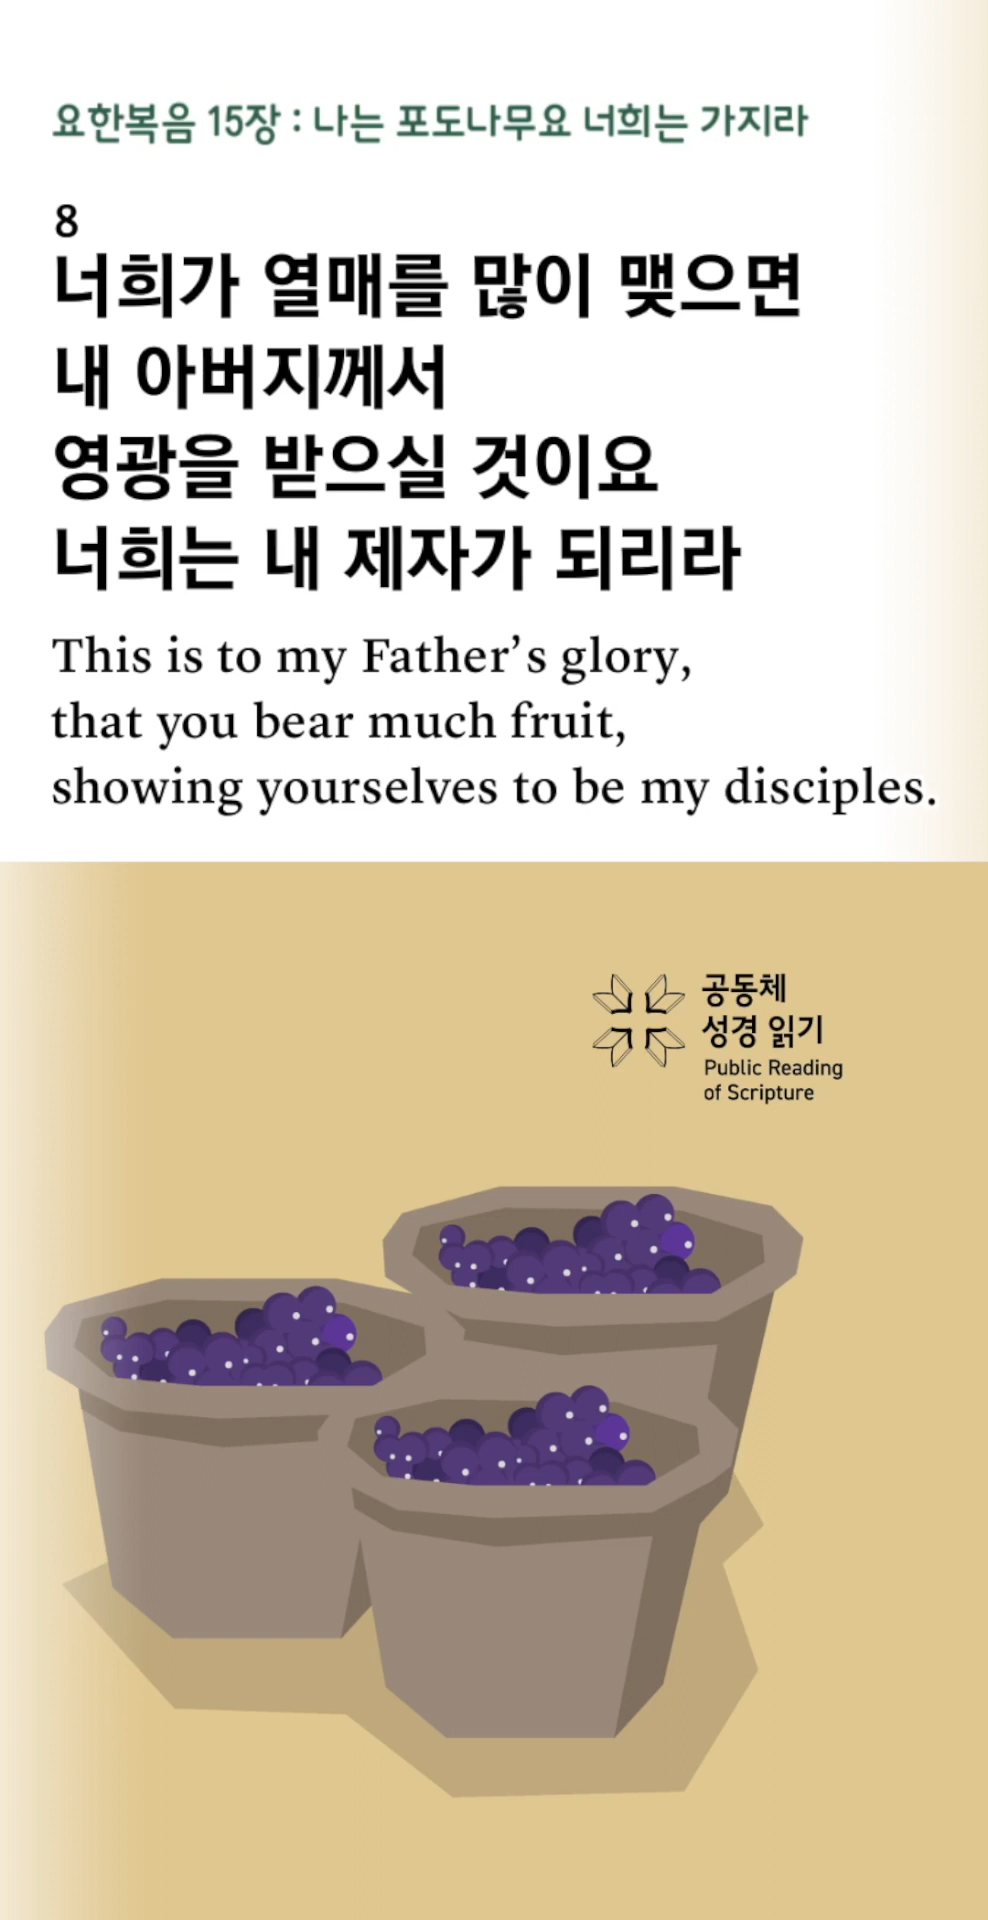 요한복음 15장 : 나는 포도나무요 너희는 가지라
8
너희가 열매를 많이 맺으면
내 아버지께서
영광을 받으실 것이요
너희는 내 제자가 되리라
This is to my Father’s glory,
that you bear much fruit,
showing yourselves to be my disciples.
공동체
성경 읽기
Public Reading
of Scripture